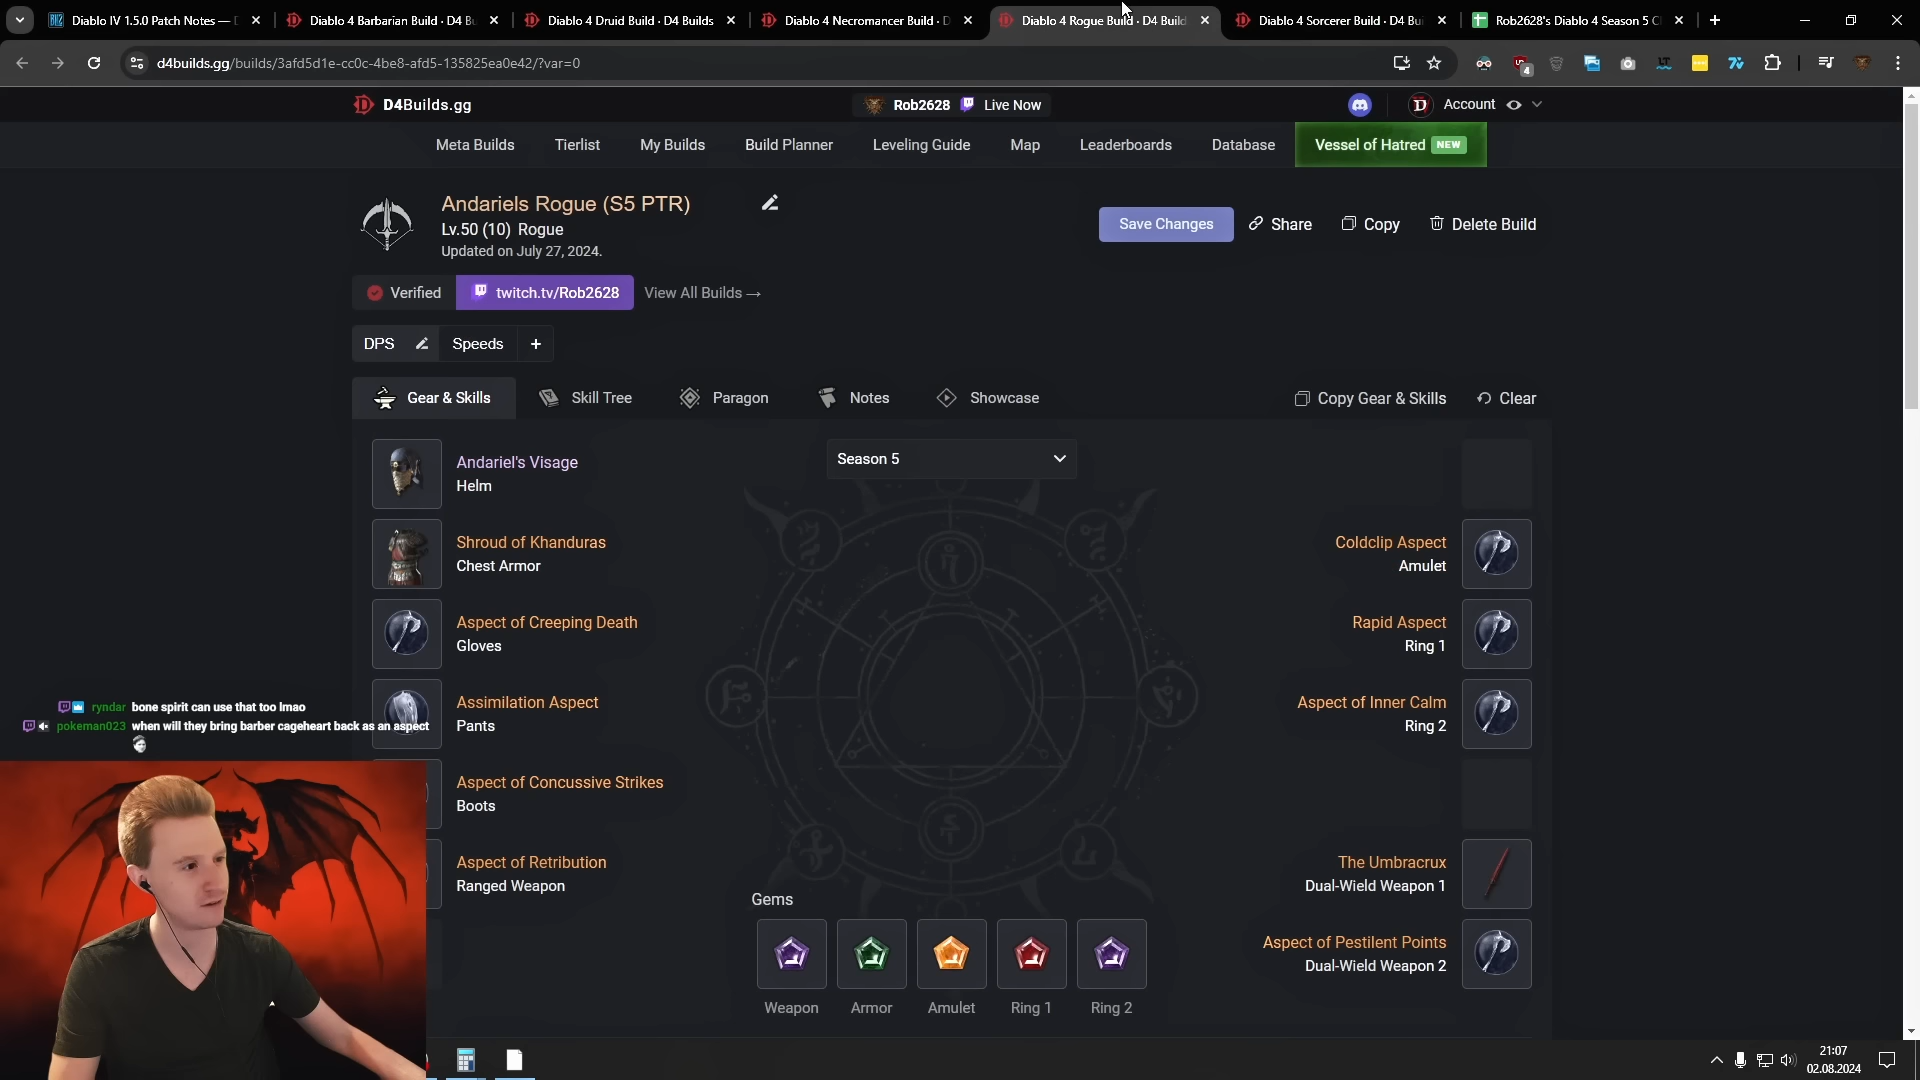 Diablo IV 1.5.0 Patch Notes —
Diablo 4 Barbarian Build · D4 Bu
Diablo 4 Druid Build · D4 Builds
Diablo 4 Necromancer Build · D
Diablo 4 Rogue Build · D4 Build
Diablo 4 Sorcerer Build · D4 Bui
Rob2628's Diablo 4 Season 5 C
d4builds.gg/builds/3afd5d1e-cc0c-4be8-afd5-135825ea0e42/?var=0
4
D4Builds.gg
Rob2628
Live Now
Account
Meta Builds
Tierlist
My Builds
Build Planner
Leveling Guide
Map
Leaderboards
Database
Vessel of Hatred NEW
Andariels Rogue (S5 PTR)
Lv.50 (10) Rogue
Updated on July 27, 2024.
Save Changes
Share
Copy
Delete Build
Verified
twitch.tv/Rob2628
View All Builds →
DPS
Speeds
+
Gear & Skills
Skill Tree
Paragon
Notes
Showcase
Copy Gear & Skills
Clear
Andariel's Visage
Helm
Season 5
Shroud of Khanduras
Chest Armor
Coldclip Aspect
Amulet
Aspect of Creeping Death
Gloves
Rapid Aspect
Ring 1
Assimilation Aspect
Pants
Aspect of Inner Calm
Ring 2
ryndar bone spirit can use that too lmao
pokeman023 when will they bring barber cageheart back as an aspect
Aspect of Concussive Strikes
Boots
Aspect of Retribution
Ranged Weapon
The Umbracrux
Dual-Wield Weapon 1
Gems
Aspect of Pestilent Points
Dual-Wield Weapon 2
Weapon
Armor
Amulet
Ring 1
Ring 2
21:07
02.08.2024